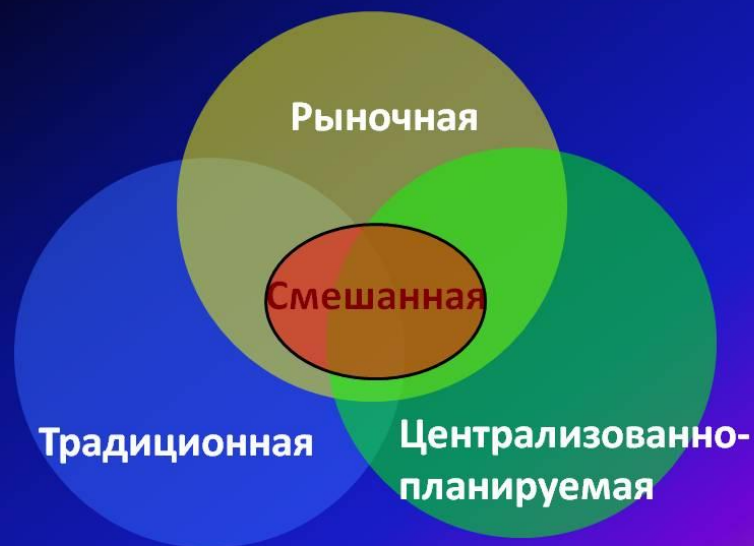 Рыночная
Смешанная
Традиционная
Централизованно-
планируемая